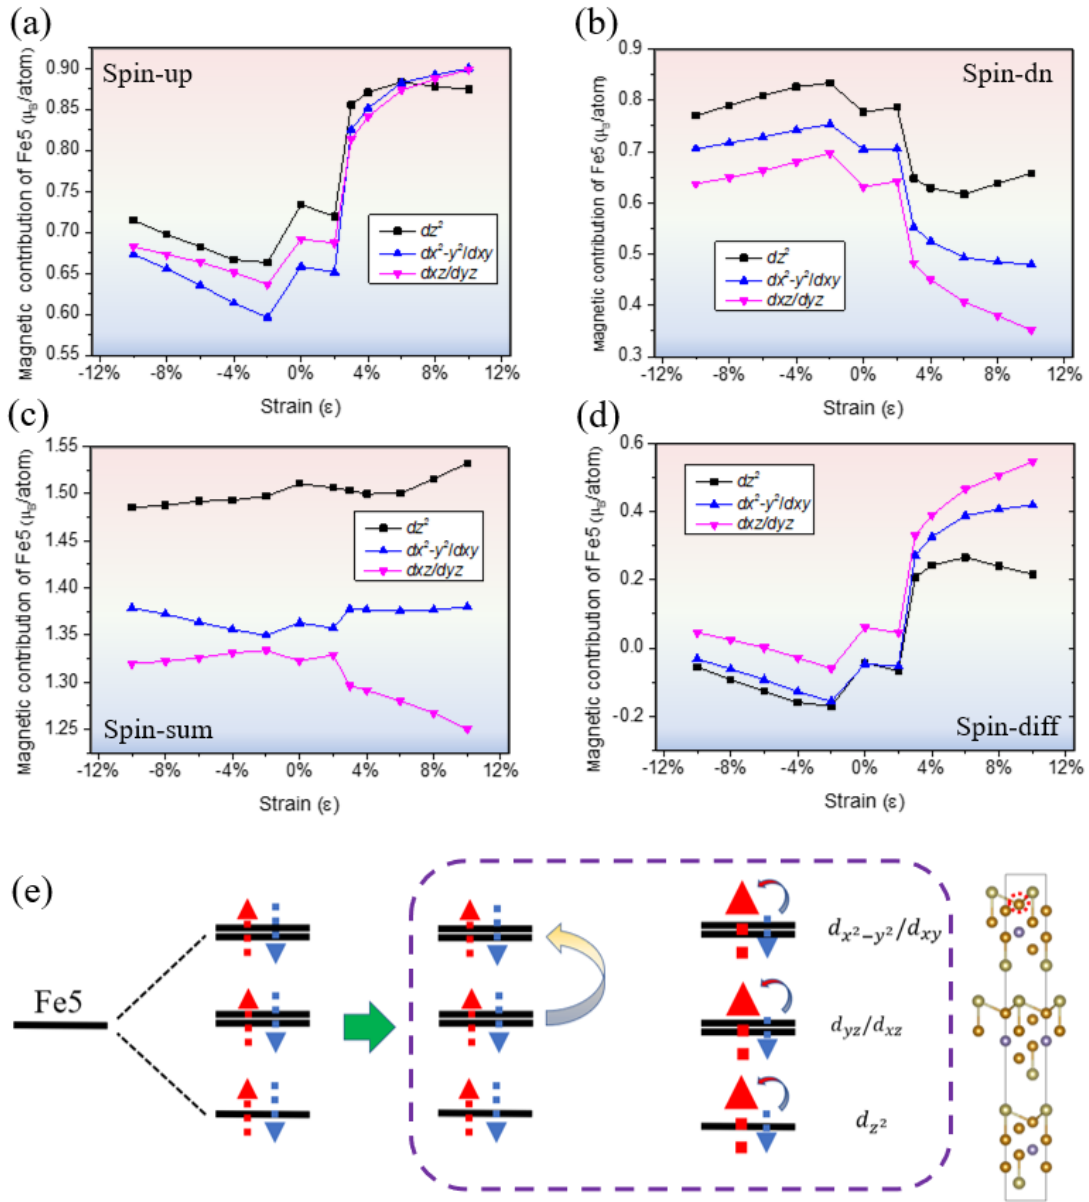 (a)
Spin-up
Magnetic contribution of Fe5 (μB/atom)
0.90
0.85
0.80
0.75
0.70
0.65
0.60
0.55
dz²
dx²-y²/dxy
dxz/dyz
-12% -8% -4% 0% 4% 8% 12%
Strain (ε)
(b)
Spin-dn
Magnetic contribution of Fe5 (μB/atom)
0.9
0.8
0.7
0.6
0.5
0.4
0.3
dz²
dx²-y²/dxy
dxz/dyz
-12% -8% -4% 0% 4% 8% 12%
Strain (ε)
(c)
Magnetic contribution of Fe5 (μB/atom)
1.55
1.50
1.45
1.40
1.35
1.30
1.25
dz²
dx²-y²/dxy
dxz/dyz
Spin-sum
-12% -8% -4% 0% 4% 8% 12%
Strain (ε)
(d)
Magnetic contribution of Fe5 (μB/atom)
0.6
0.4
0.2
0.0
-0.2
dz²
dx²-y²/dxy
dxz/dyz
Spin-diff
-12% -8% -4% 0% 4% 8% 12%
Strain (ε)
(e)
Fe5
dx²−y²/dxy
dyz/dxz
dz²